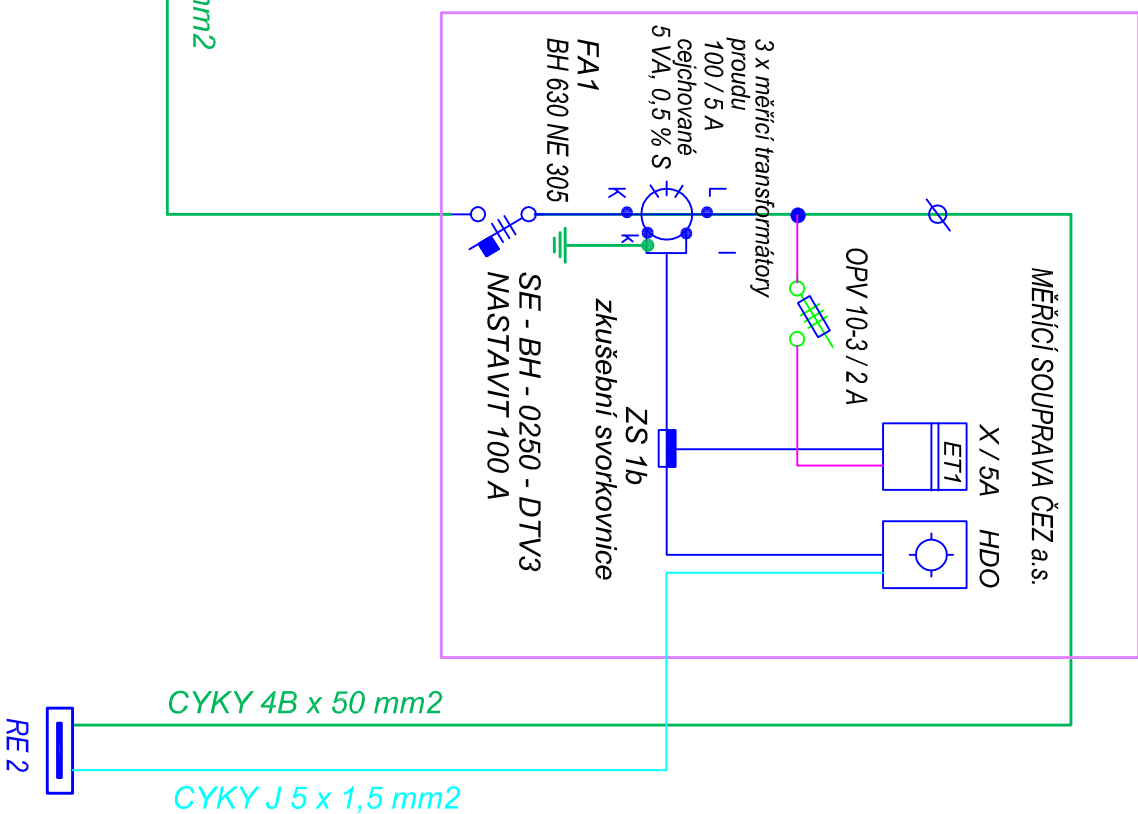 MĚŘÍCÍ SOUPRAVA ČEZ a.s.
X / 5A
HDO
ET1
OPV 10-3 / 2 A
3 x měřící transformátory
proudu
100 / 5 A
cejchované
5 VA, 0,5 % S
L
l
K
k
ZS 1b
zkušební svorkovnice
FA1
BH 630 NE 305
SE - BH - 0250 - DTV3
NASTAVIT 100 A
mm2
CYKY 4B x 50 mm2
CYKY J 5 x 1,5 mm2
RE 2